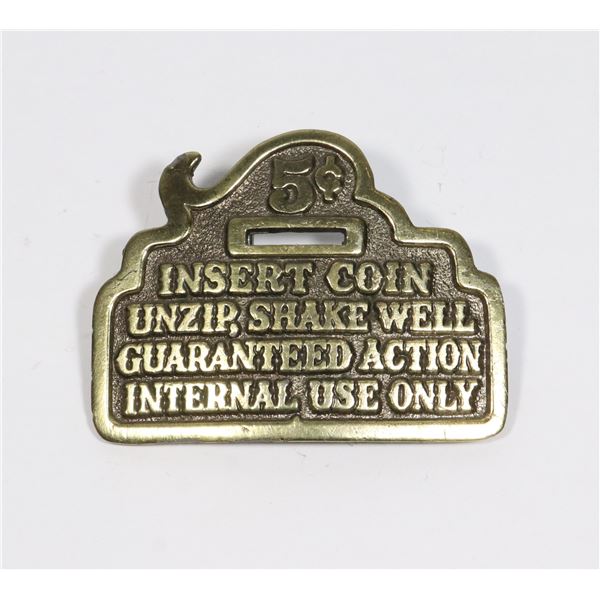 5¢
INSERT COIN
UNZIP, SHAKE WELL
GUARANTEED ACTION
INTERNAL USE ONLY